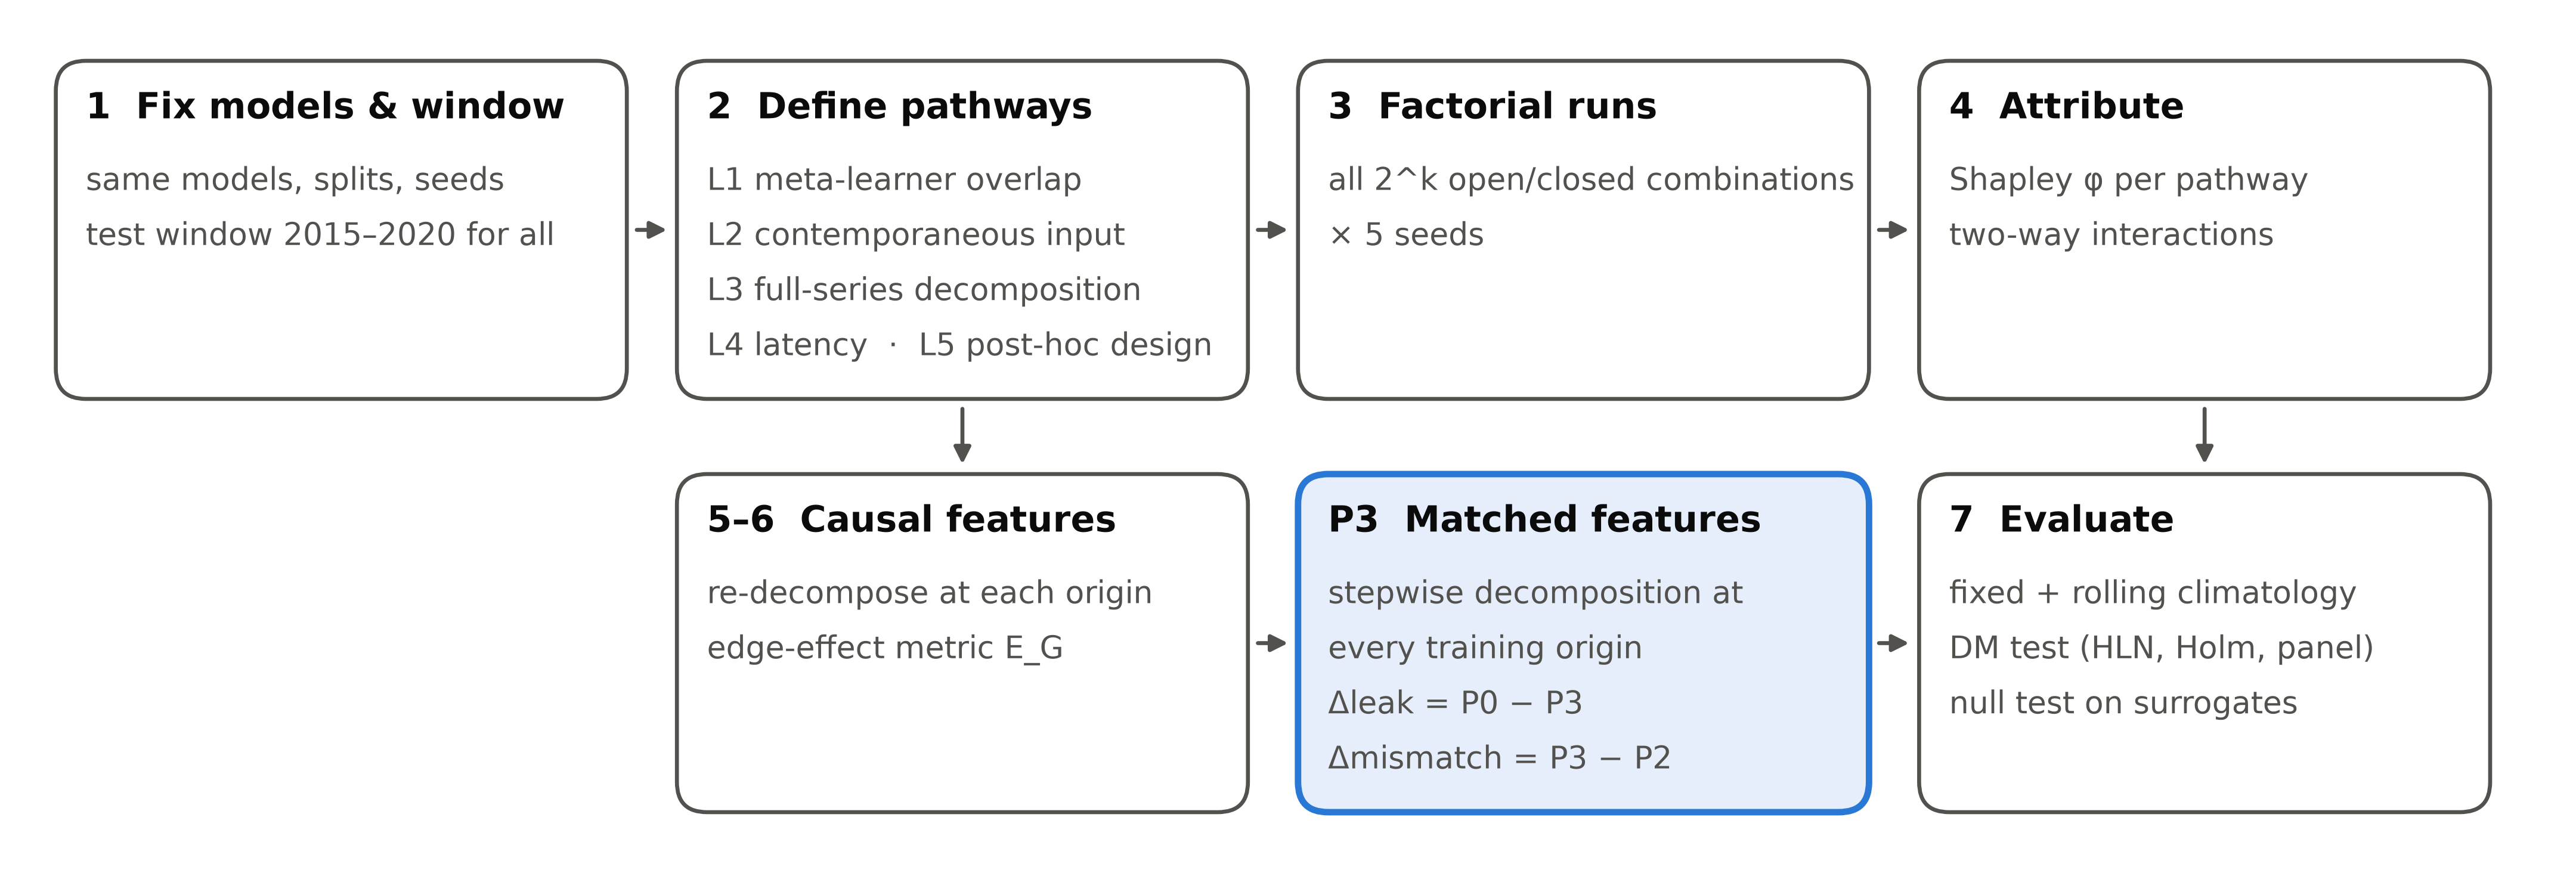 1 Fix models & window
same models, splits, seeds
test window 2015–2020 for all
2 Define pathways
L1 meta-learner overlap
L2 contemporaneous input
L3 full-series decomposition
L4 latency · L5 post-hoc design
3 Factorial runs
all 2^k open/closed combinations
× 5 seeds
4 Attribute
Shapley φ per pathway
two-way interactions
5–6 Causal features
re-decompose at each origin
edge-effect metric E_G
P3 Matched features
stepwise decomposition at
every training origin
Δleak = P0 − P3
Δmismatch = P3 − P2
7 Evaluate
fixed + rolling climatology
DM test (HLN, Holm, panel)
null test on surrogates